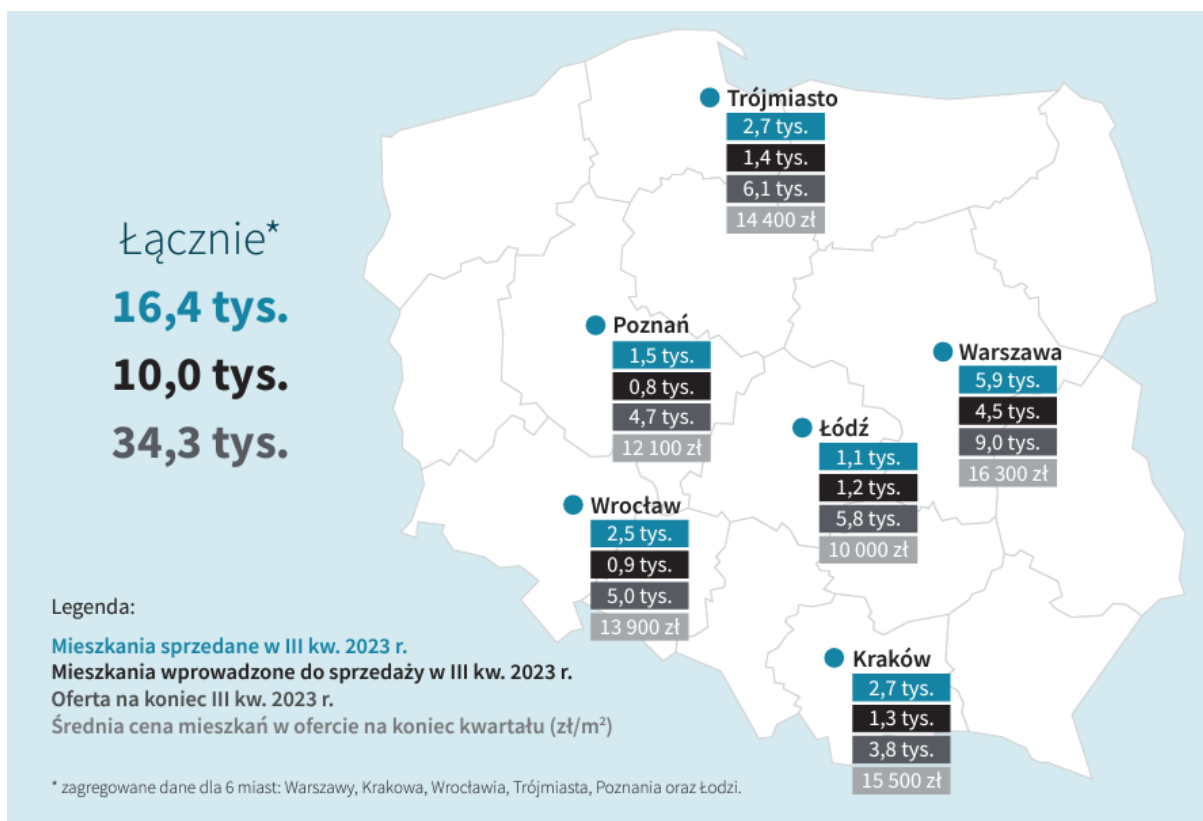 Łącznie*
16,4 tys.
10,0 tys.
34,3 tys.
Trójmiasto
2,7 tys.
1,4 tys.
6,1 tys.
14 400 zł
Poznań
1,5 tys.
0,8 tys.
4,7 tys.
12 100 zł
Warszawa
5,9 tys.
4,5 tys.
9,0 tys.
16 300 zł
Łódź
1,1 tys.
1,2 tys.
5,8 tys.
10 000 zł
Wrocław
2,5 tys.
0,9 tys.
5,0 tys.
13 900 zł
Kraków
2,7 tys.
1,3 tys.
3,8 tys.
15 500 zł
Legenda:
Mieszkania sprzedane w III kw. 2023 r.
Mieszkania wprowadzone do sprzedaży w III kw. 2023 r.
Oferta na koniec III kw. 2023 r.
Średnia cena mieszkań w ofercie na koniec kwartału (zł/m²)
* zagregowane dane dla 6 miast: Warszawy, Krakowa, Wrocławia, Trójmiasta, Poznania oraz Łodzi.